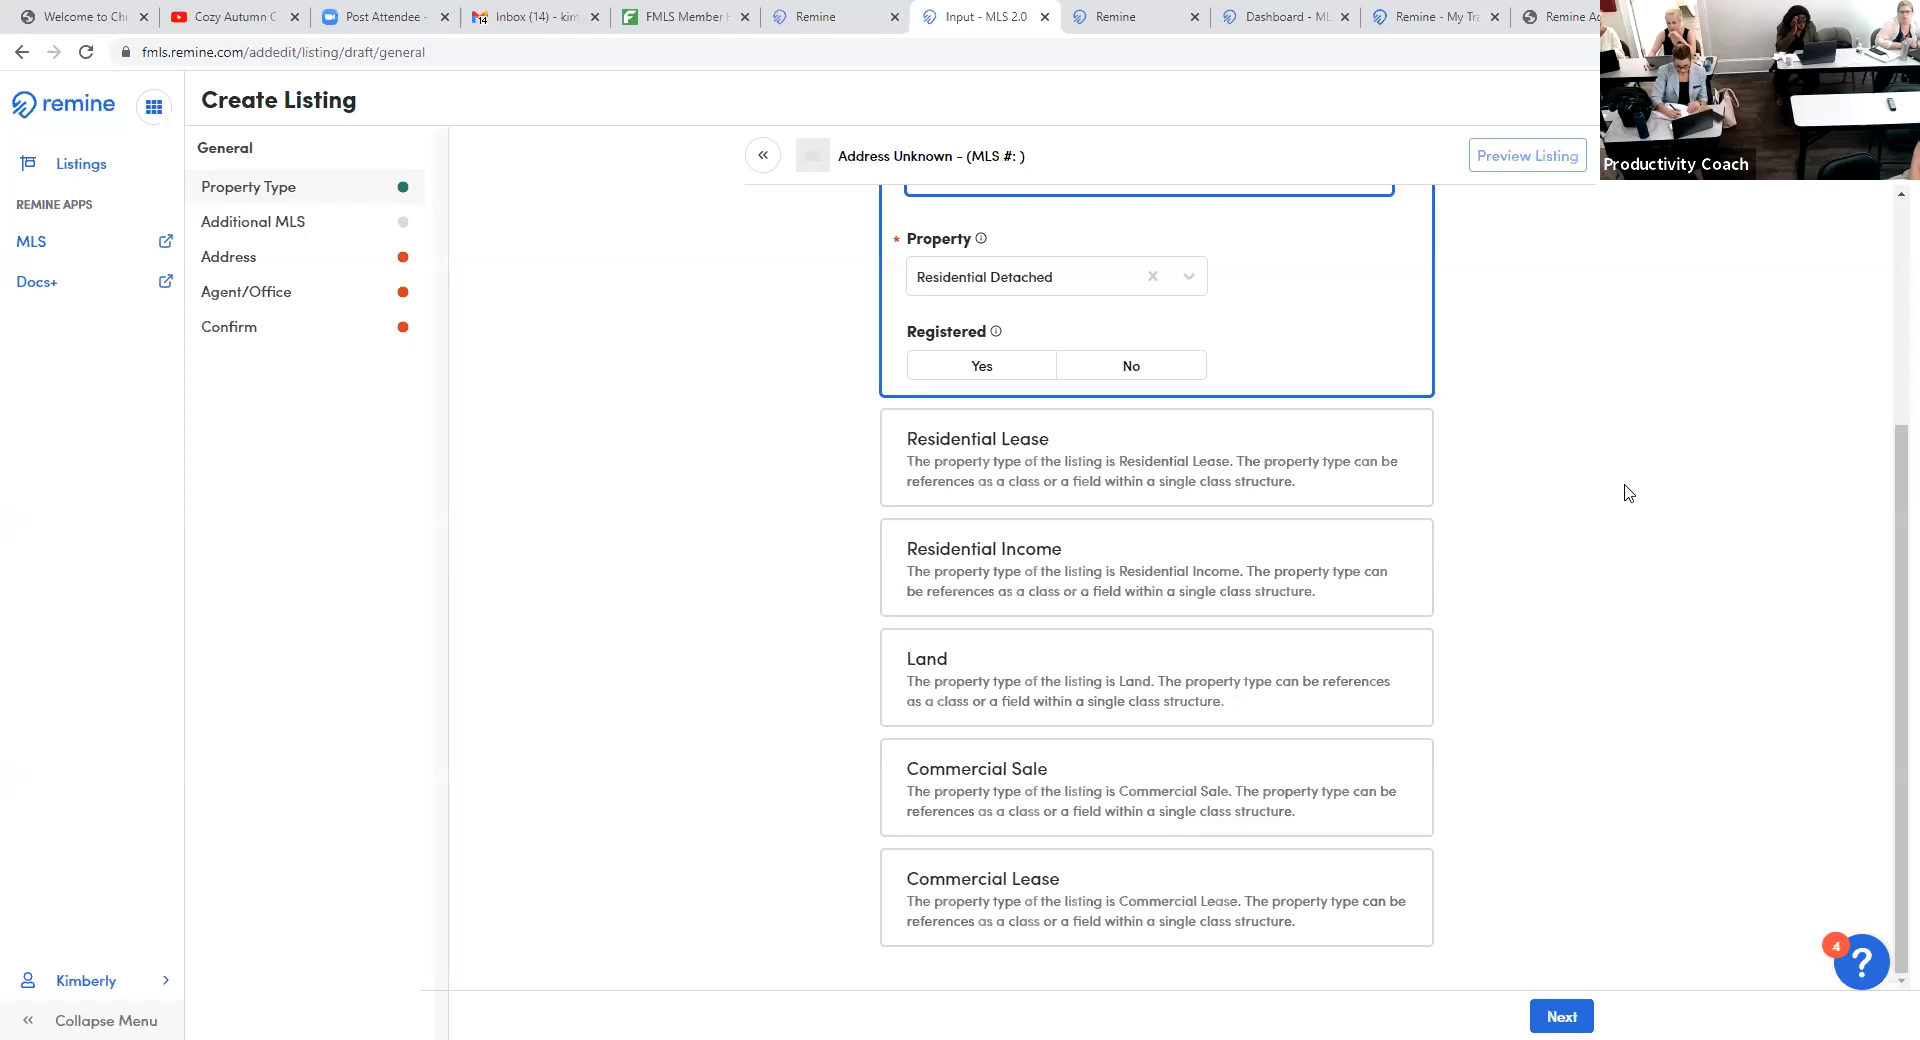 Welcome to Ch
Cozy Autumn C
Post Attendee -
Inbox (14) - kim
FMLS Member H
Remine
Input - MLS 2.0
Remine
Dashboard - ML
Remine - My Tra
Remine Ac
fmls.remine.com/addedit/listing/draft/general
remine
Create Listing
Listings
REMINE APPS
MLS
Docs+
General
Property Type
Additional MLS
Address
Agent/Office
Confirm
Address Unknown - (MLS #: )
Preview Listing
Productivity Coach
* Property
Residential Detached
Registered
Yes
No
Residential Lease
The property type of the listing is Residential Lease. The property type can be
references as a class or a field within a single class structure.
Residential Income
The property type of the listing is Residential Income. The property type can
be references as a class or a field within a single class structure.
Land
The property type of the listing is Land. The property type can be references
as a class or a field within a single class structure.
Commercial Sale
The property type of the listing is Commercial Sale. The property type can be
references as a class or a field within a single class structure.
Commercial Lease
The property type of the listing is Commercial Lease. The property type can be
references as a class or a field within a single class structure.
4
?
Kimberly
Collapse Menu
Next